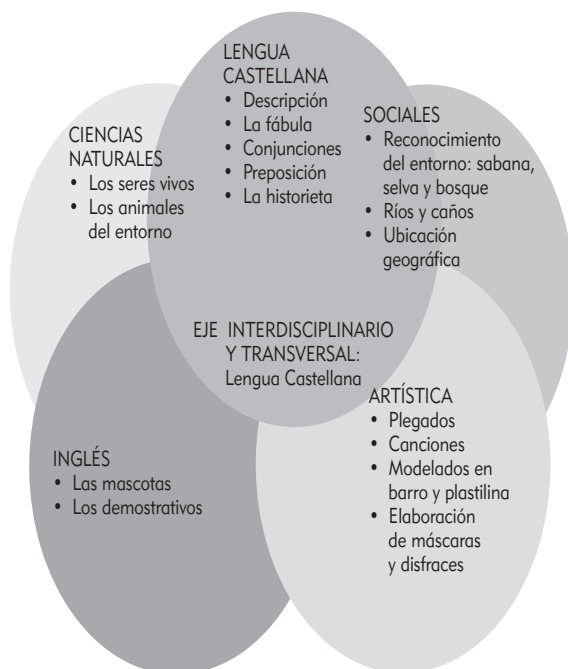 LENGUA
CASTELLANA
• Descripción
• La fábula
• Conjunciones
• Preposición
• La historieta
CIENCIAS
NATURALES
• Los seres vivos
• Los animales
del entorno
SOCIALES
• Reconocimiento
del entorno: sabana,
selva y bosque
• Ríos y caños
• Ubicación
geográfica
EJE INTERDISCIPLINARIO
Y TRANSVERSAL:
Lengua Castellana
INGLÉS
• Las mascotas
• Los demostrativos
ARTÍSTICA
• Plegados
• Canciones
• Modelados en
barro y plastilina
• Elaboración
de máscaras
y disfraces